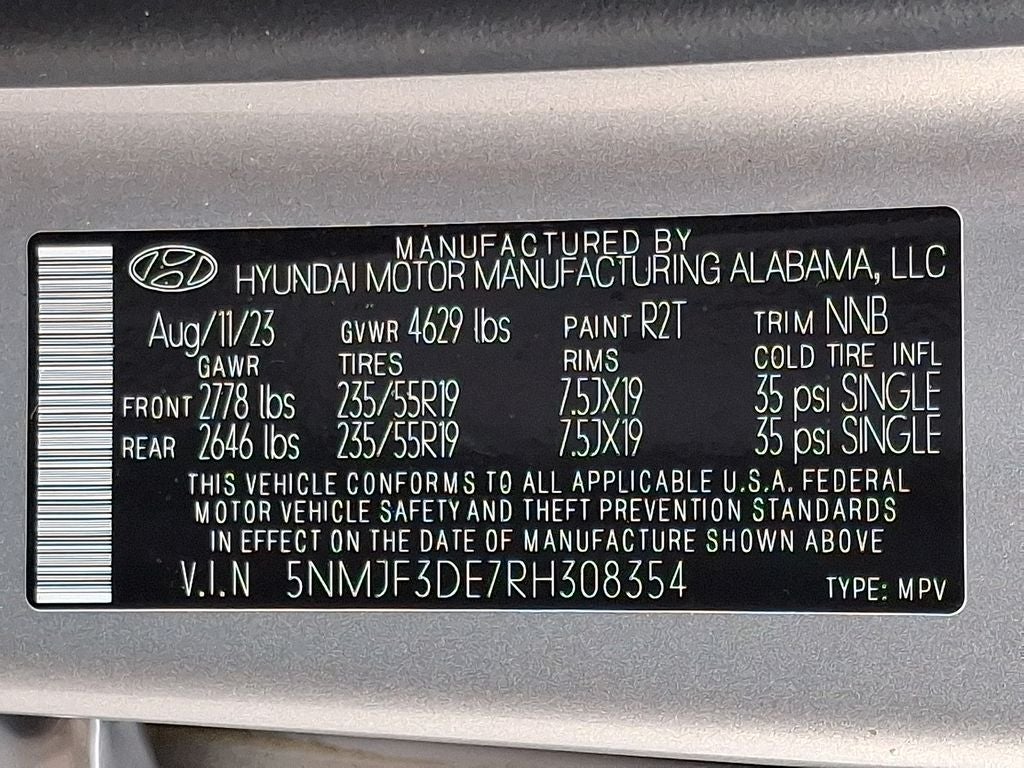 MANUFACTURED BY
HYUNDAI MOTOR MANUFACTURING ALABAMA, LLC
Aug/11/23 GVWR 4629 lbs PAINT R2T TRIM NNB
GAWR TIRES RIMS COLD TIRE INFL
FRONT 2778 lbs 235/55R19 7.5JX19 35 psi SINGLE
REAR 2646 lbs 235/55R19 7.5JX19 35 psi SINGLE
THIS VEHICLE CONFORMS TO ALL APPLICABLE U.S.A. FEDERAL
MOTOR VEHICLE SAFETY AND THEFT PREVENTION STANDARDS
IN EFFECT ON THE DATE OF MANUFACTURE SHOWN ABOVE
V.I.N 5NMJF3DE7RH308354 TYPE: MPV